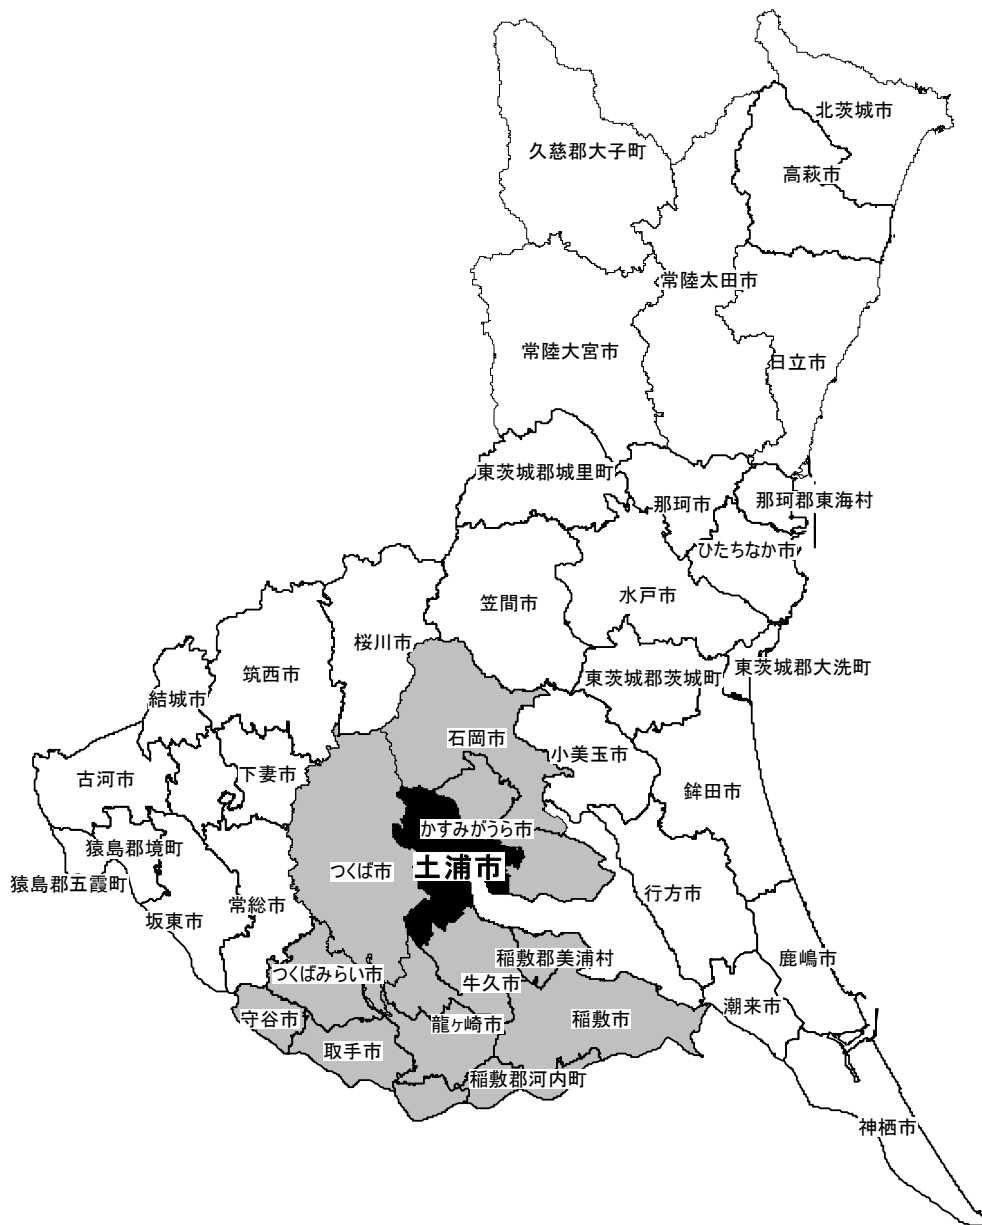 北茨城市
久慈郡大子町
高萩市
常陸太田市
常陸大宮市
日立市
東茨城郡城里町
那珂市
那珂郡東海村
ひたちなか市
笠間市
水戸市
桜川市
筑西市
東茨城郡茨城町
東茨城郡大洗町
結城市
石岡市
小美玉市
古河市
下妻市
鉾田市
かすみがうら市
猿島郡境町
つくば市
土浦市
猿島郡五霞町
行方市
坂東市
常総市
稲敷郡美浦村
鹿嶋市
つくばみらい市
牛久市
潮来市
守谷市
龍ヶ崎市
稲敷市
取手市
稲敷郡河内町
神栖市